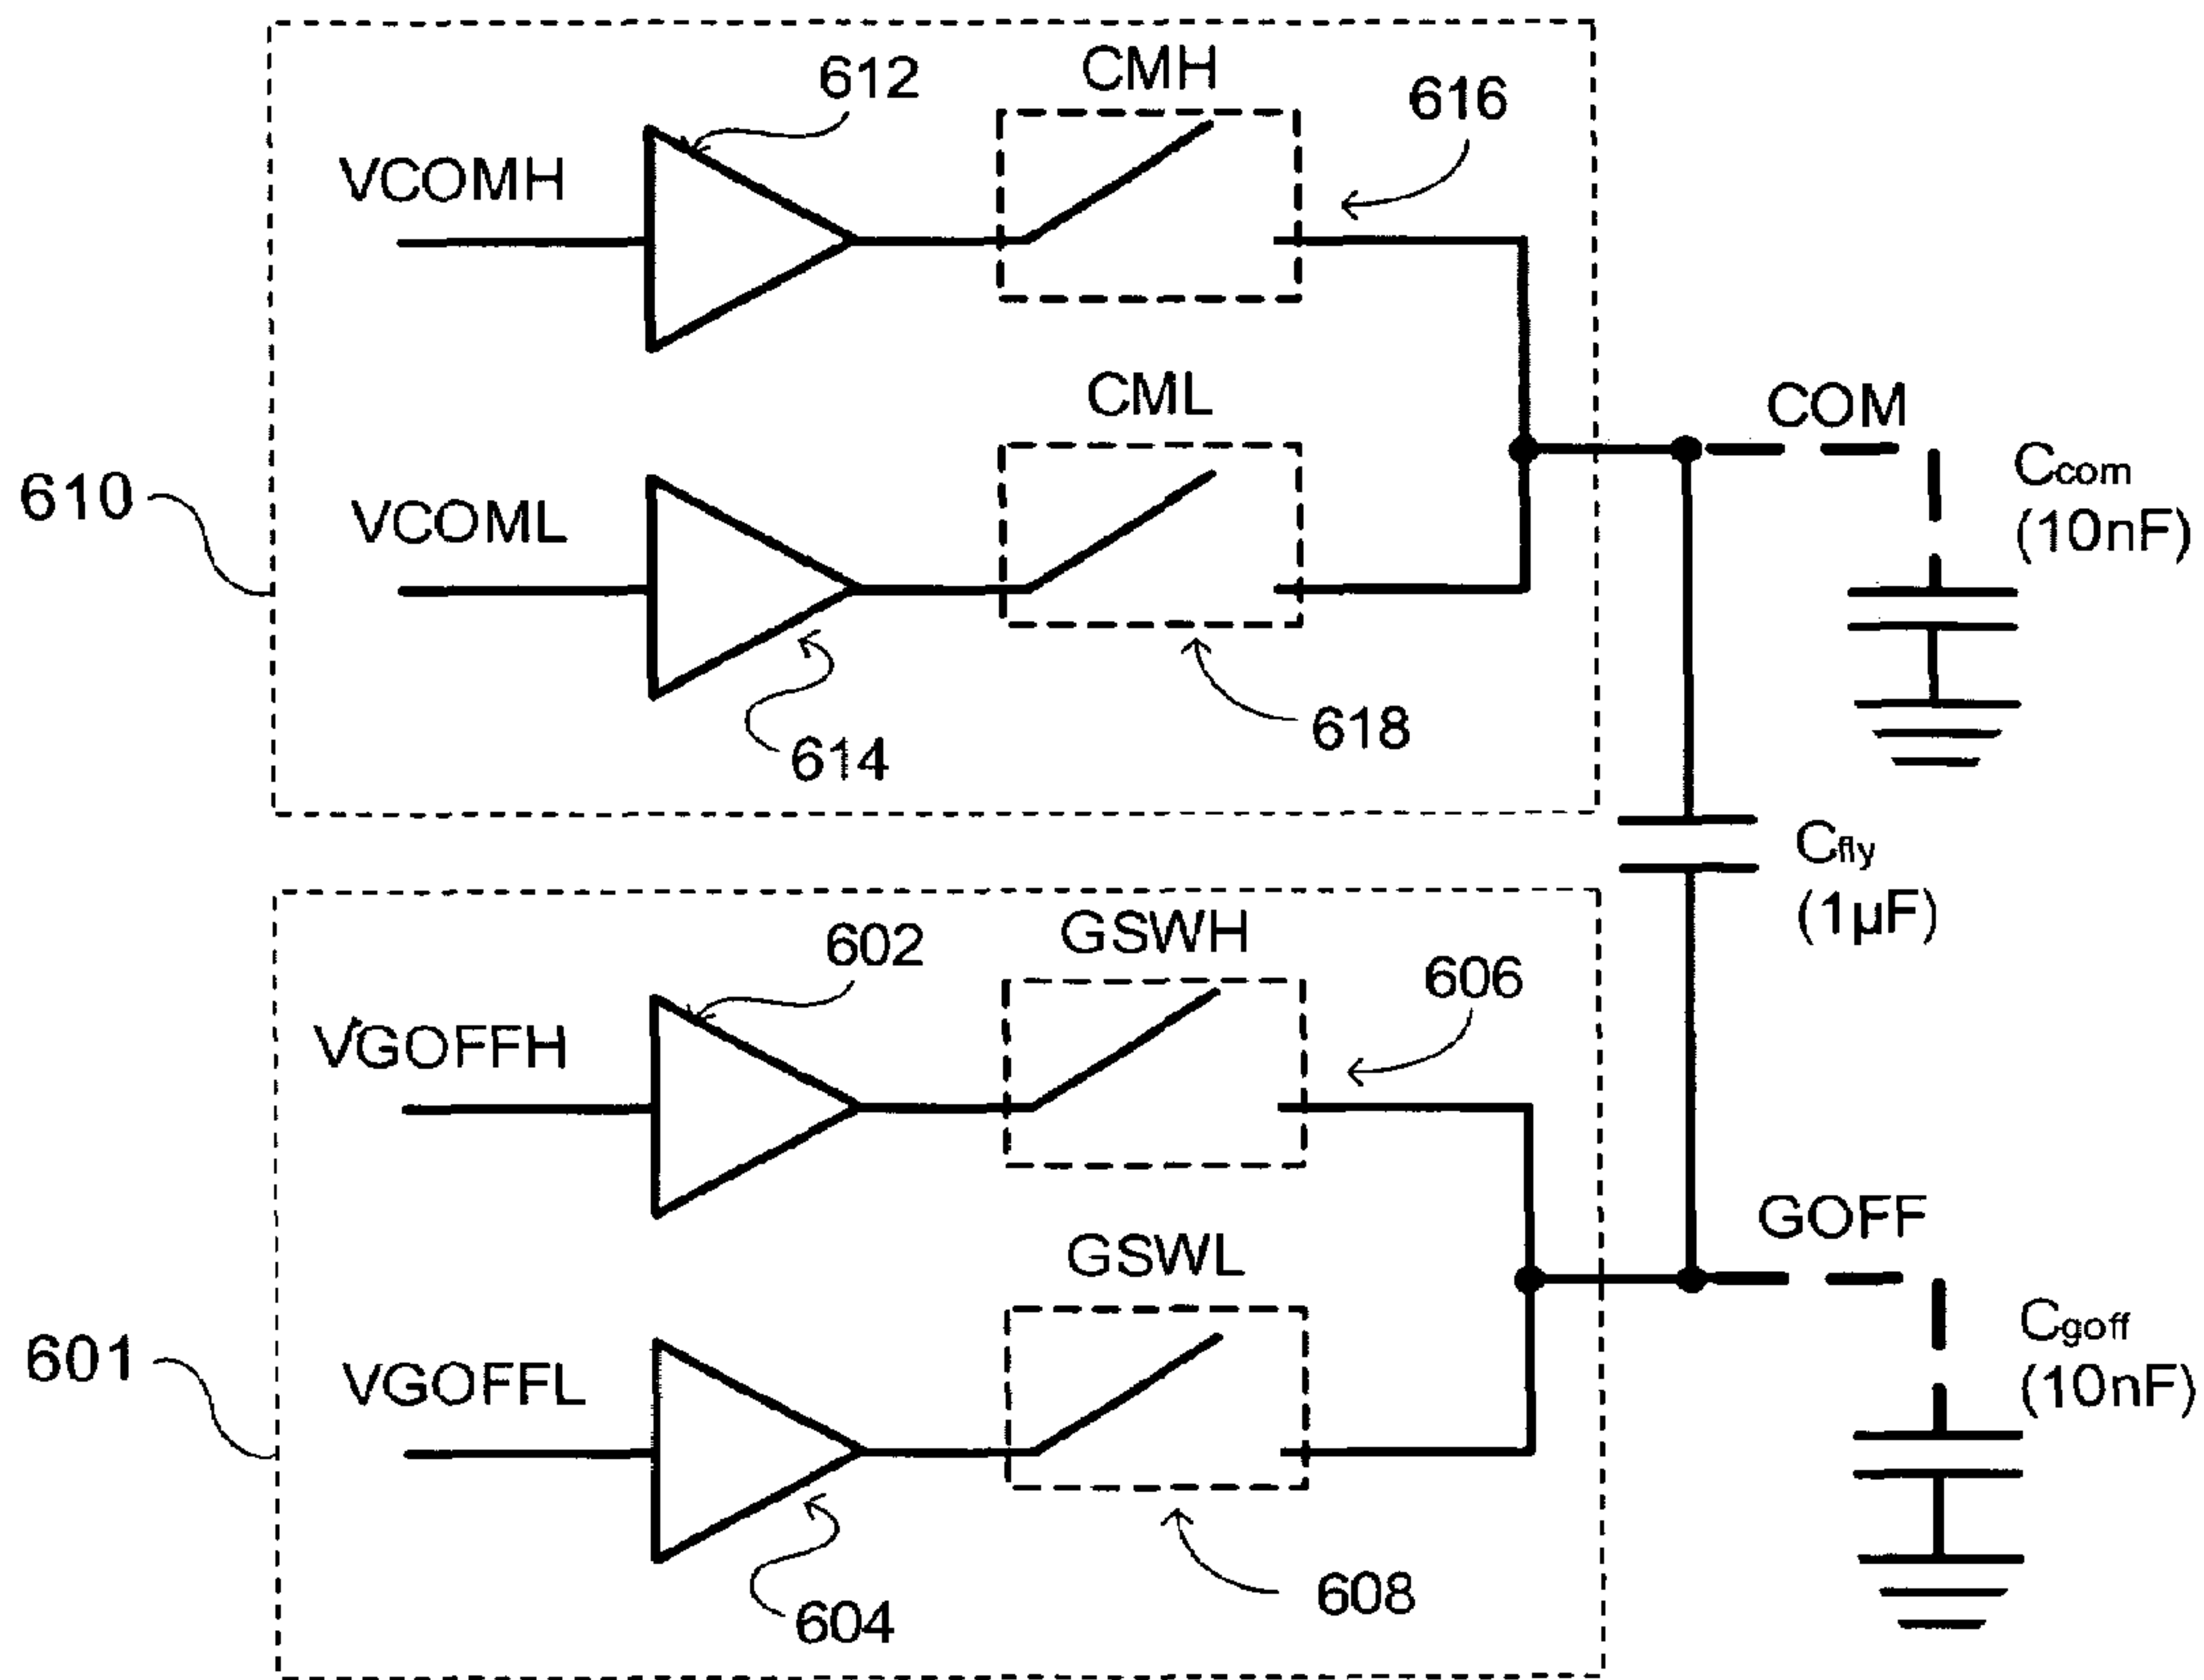 612
CMH
616
VCOMH
CML
COM
Ccom
(10nF)
610
VCOML
618
614
Cfly
(1µF)
602
GSWH
606
VGOFFH
GSWL
GOFF
Cgoff
(10nF)
601
VGOFFL
608
604